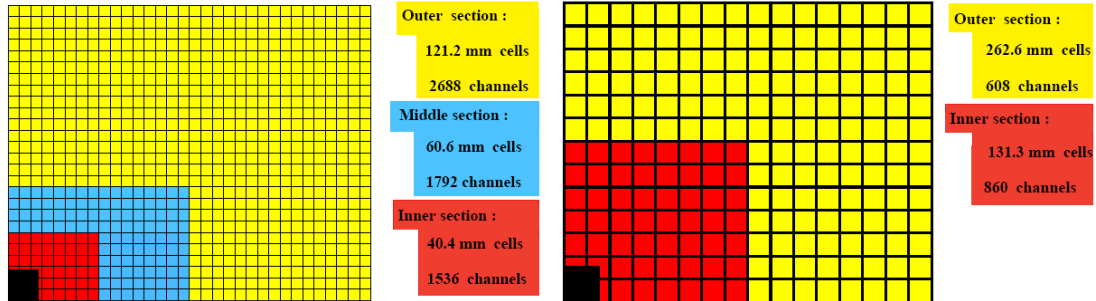 Outer section :
121.2 mm cells
2688 channels
Middle section :
60.6 mm cells
1792 channels
Inner section :
40.4 mm cells
1536 channels
Outer section :
262.6 mm cells
608 channels
Inner section :
131.3 mm cells
860 channels